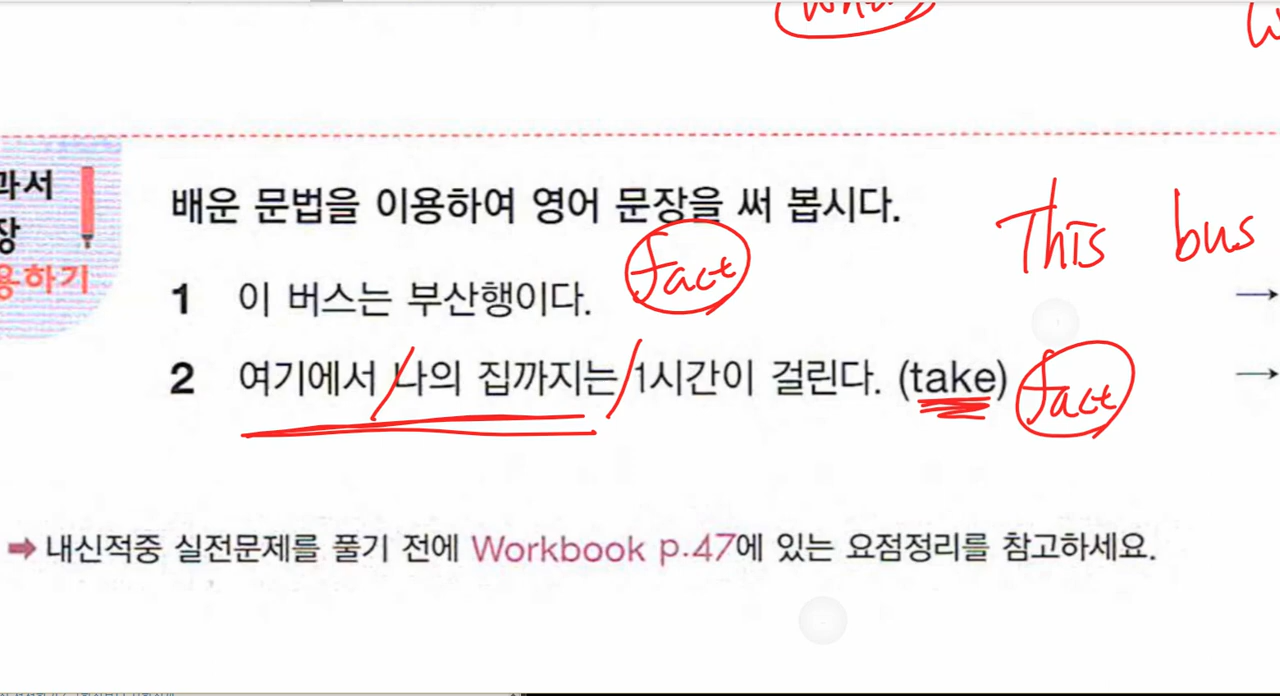 과서
장
용하기
배운 문법을 이용하여 영어 문장을 써 봅시다.
This bus
1 이 버스는 부산행이다. fact →
2 여기에서 / 나의 집까지는 / 1시간이 걸린다. (take) fact →
➡ 내신적중 실전문제를 풀기 전에 Workbook p.47에 있는 요점정리를 참고하세요.